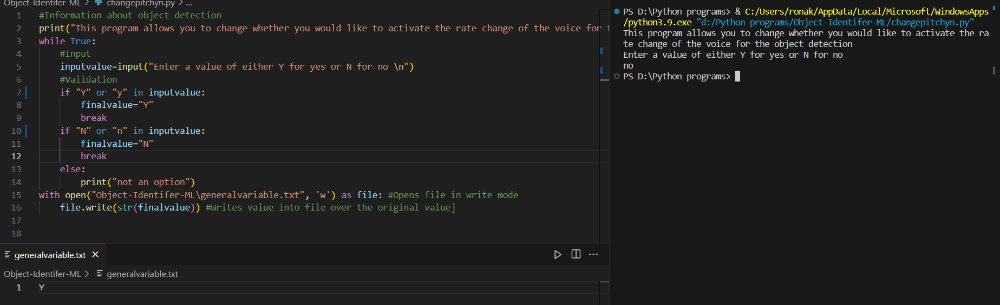 Object-Identifer-ML > changepitchyn.py > ...
1 #Information about object detection
2 print("This program allows you to change whether you would like to activate the rate change of the voice for
3 while True:
4 #Input
5 inputvalue=input("Enter a value of either Y for yes or N for no \n")
6 #Validation
7 if "Y" or "y" in inputvalue:
8 finalvalue="Y"
9 break
10 if "N" or "n" in inputvalue:
11 finalvalue="N"
12 break
13 else:
14 print("not an option")
15 with open("Object-Identifer-ML\generalvariable.txt", 'w') as file: #Opens file in write mode
16 file.write(str(finalvalue)) #Writes value into file over the original value]
17
18
generalvariable.txt
Object-Identifer-ML > generalvariable.txt
1 Y
PS D:\Python programs> & C:/Users/ronak/AppData/Local/Microsoft/WindowsApps
/python3.9.exe "d:/Python programs/Object-Identifer-ML/changepitchyn.py"
This program allows you to change whether you would like to activate the ra
te change of the voice for the object detection
Enter a value of either Y for yes or N for no
no
PS D:\Python programs>